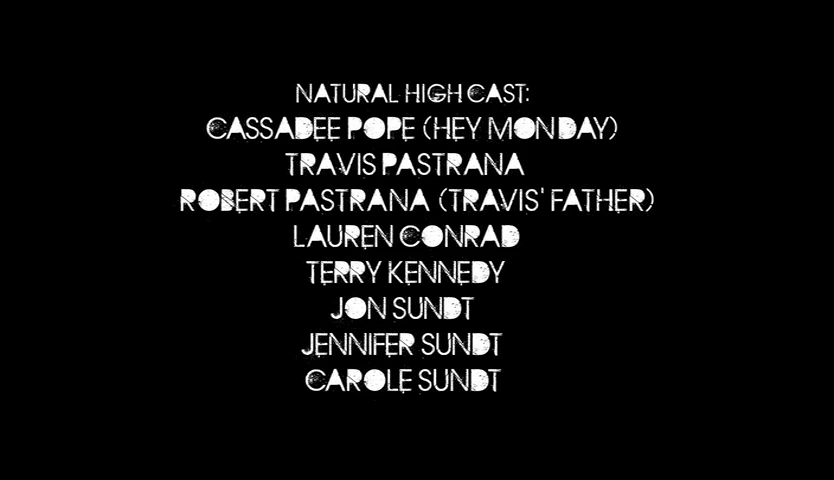 NATURAL HIGH CAST:
CASSADEE POPE (HEY MONDAY)
TRAVIS PASTRANA
ROBERT PASTRANA (TRAVIS' FATHER)
LAUREN CONRAD
TERRY KENNEDY
JON SUNDT
JENNIFER SUNDT
CAROLE SUNDT